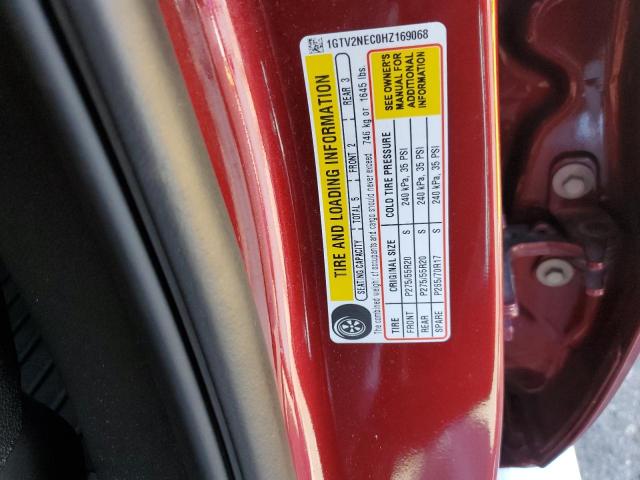 1GTV2NEC0HZ169068
TIRE AND LOADING INFORMATION
SEATING CAPACITY TOTAL 5 FRONT 2 REAR 3
The combined weight of occupants and cargo should never exceed 746 kg or 1645 lbs.
TIRE ORIGINAL SIZE COLD TIRE PRESSURE
FRONT P275/55R20 S 240 kPa, 35 PSI
REAR P275/55R20 S 240 kPa, 35 PSI
SPARE P265/70R17 S 240 kPa, 35 PSI
SEE OWNER'S
MANUAL FOR
ADDITIONAL
INFORMATION